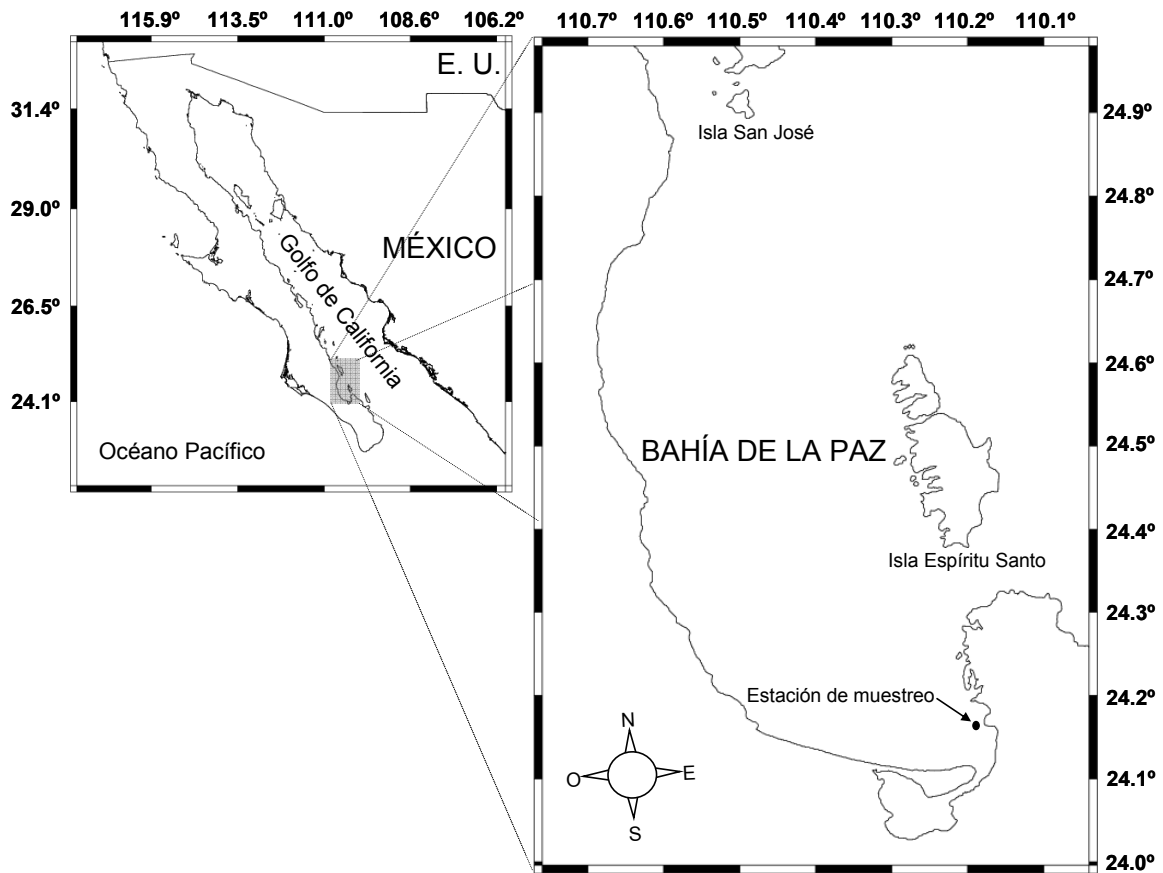 115.9º 113.5º 111.0º 108.6º 106.2º
110.7º 110.6º 110.5º 110.4º 110.3º 110.2º 110.1º
E. U.
31.4º
29.0º
26.5º
24.1º
MÉXICO
Golfo de California
Océano Pacífico
24.9º
24.8º
24.7º
24.6º
24.5º
24.4º
24.3º
24.2º
24.1º
24.0º
Isla San José
BAHÍA DE LA PAZ
Isla Espíritu Santo
Estación de muestreo
N
O
E
S